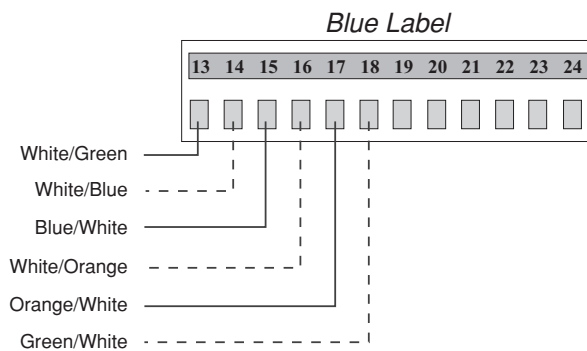 Blue Label
13 14 15 16 17 18 19 20 21 22 23 24
White/Green
White/Blue
Blue/White
White/Orange
Orange/White
Green/White